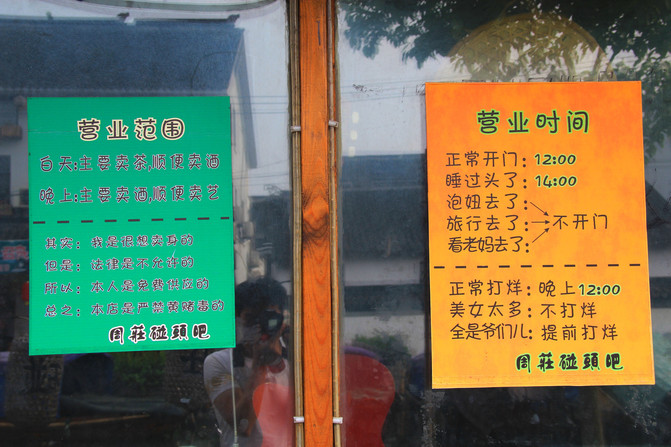 营业范围
白天:主要卖茶,顺便卖酒
晚上:主要卖酒,顺便卖艺
其实:我是很想卖身的
但是:法律是不允许的
所以:本人是免费供应的
总之:本店是严禁黄赌毒的
周莊碰頭吧
营业时间
正常开门:12:00
睡过头了:14:00
泡妞去了:
旅行去了:→不开门
看老妈去了:
正常打烊:晚上12:00
美女太多:不打烊
全是爷们儿:提前打烊
周莊碰頭吧